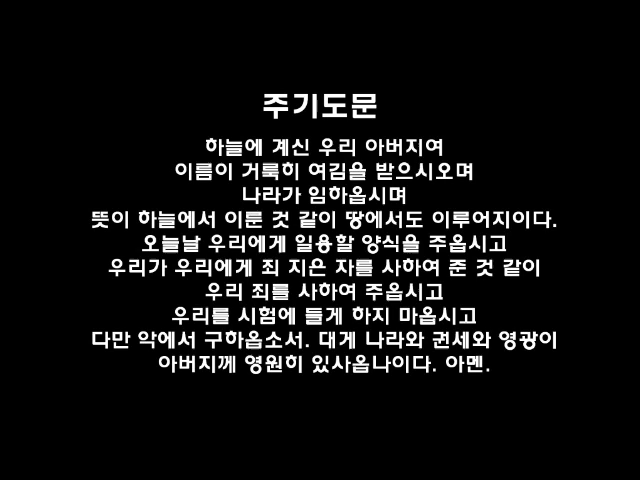 주기도문
하늘에 계신 우리 아버지여
이름이 거룩히 여김을 받으시오며
나라가 임하옵시며
뜻이 하늘에서 이룬 것 같이 땅에서도 이루어지이다.
오늘날 우리에게 일용할 양식을 주옵시고
우리가 우리에게 죄 지은 자를 사하여 준 것 같이
우리 죄를 사하여 주옵시고
우리를 시험에 들게 하지 마옵시고
다만 악에서 구하옵소서. 대게 나라와 권세와 영광이
아버지께 영원히 있사옵나이다. 아멘.